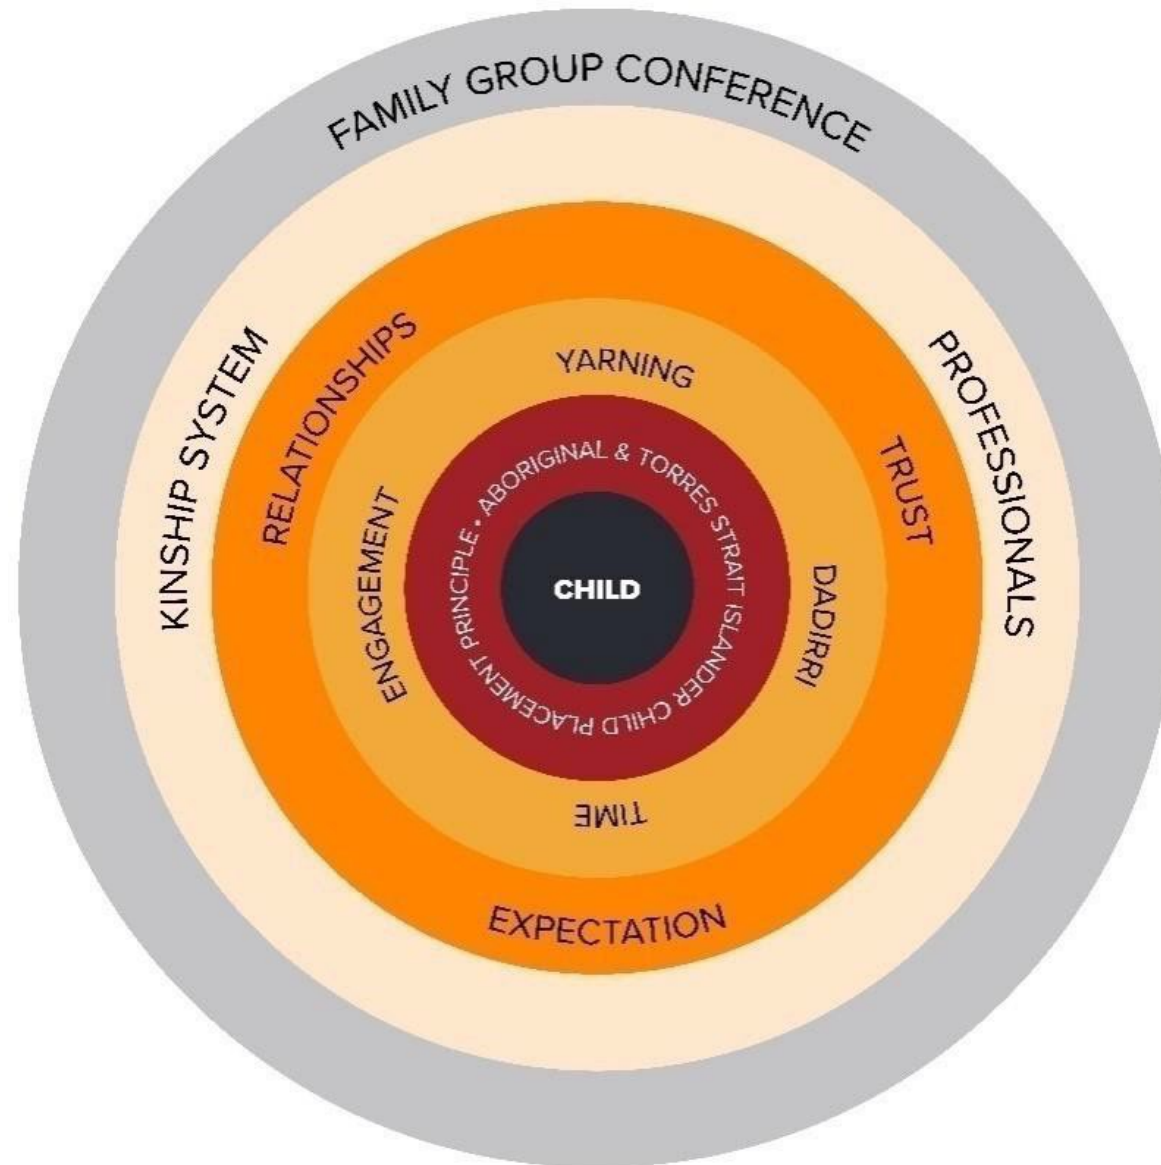 FAMILY GROUP CONFERENCE
KINSHIP SYSTEM
PROFESSIONALS
RELATIONSHIPS
TRUST
EXPECTATION
YARNING
ENGAGEMENT
DADIRRI
TIME
ABORIGINAL & TORRES STRAIT ISLANDER CHILD PLACEMENT PRINCIPLE •
CHILD